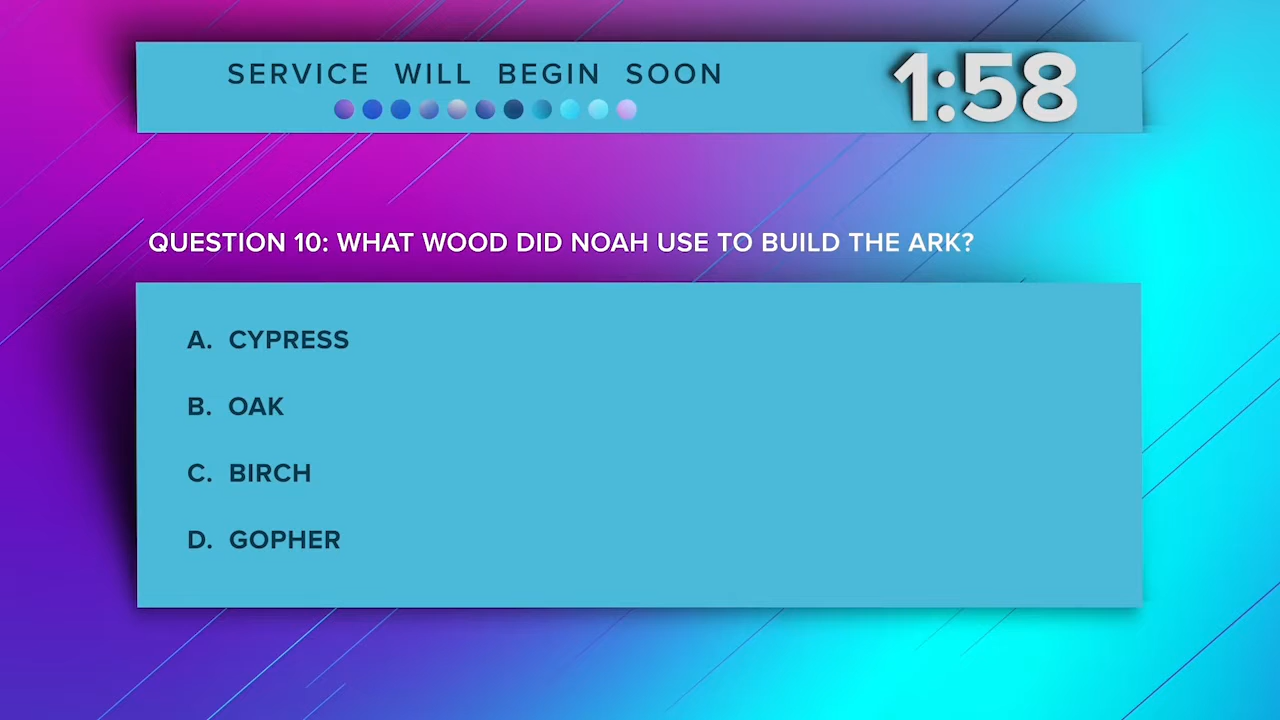 SERVICE WILL BEGIN SOON
1:58
QUESTION 10: WHAT WOOD DID NOAH USE TO BUILD THE ARK?
A. CYPRESS
B. OAK
C. BIRCH
D. GOPHER